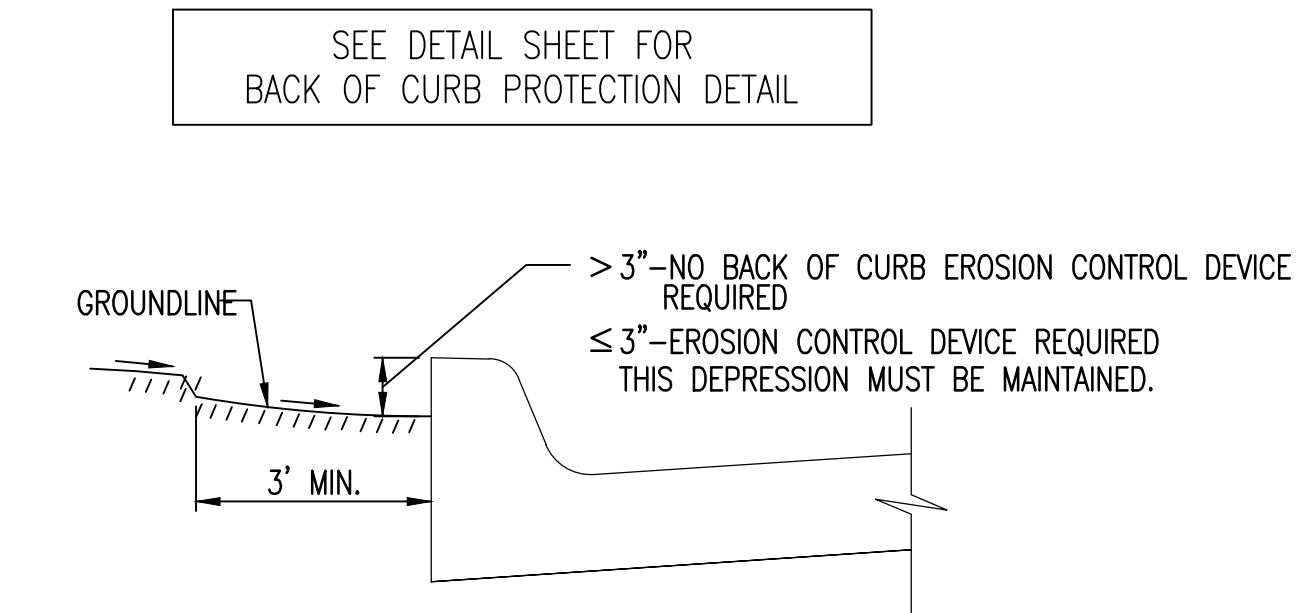 SEE DETAIL SHEET FOR
BACK OF CURB PROTECTION DETAIL
> 3"-NO BACK OF CURB EROSION CONTROL DEVICE
REQUIRED
GROUNDLINE
≤ 3"-EROSION CONTROL DEVICE REQUIRED
THIS DEPRESSION MUST BE MAINTAINED.
3' MIN.